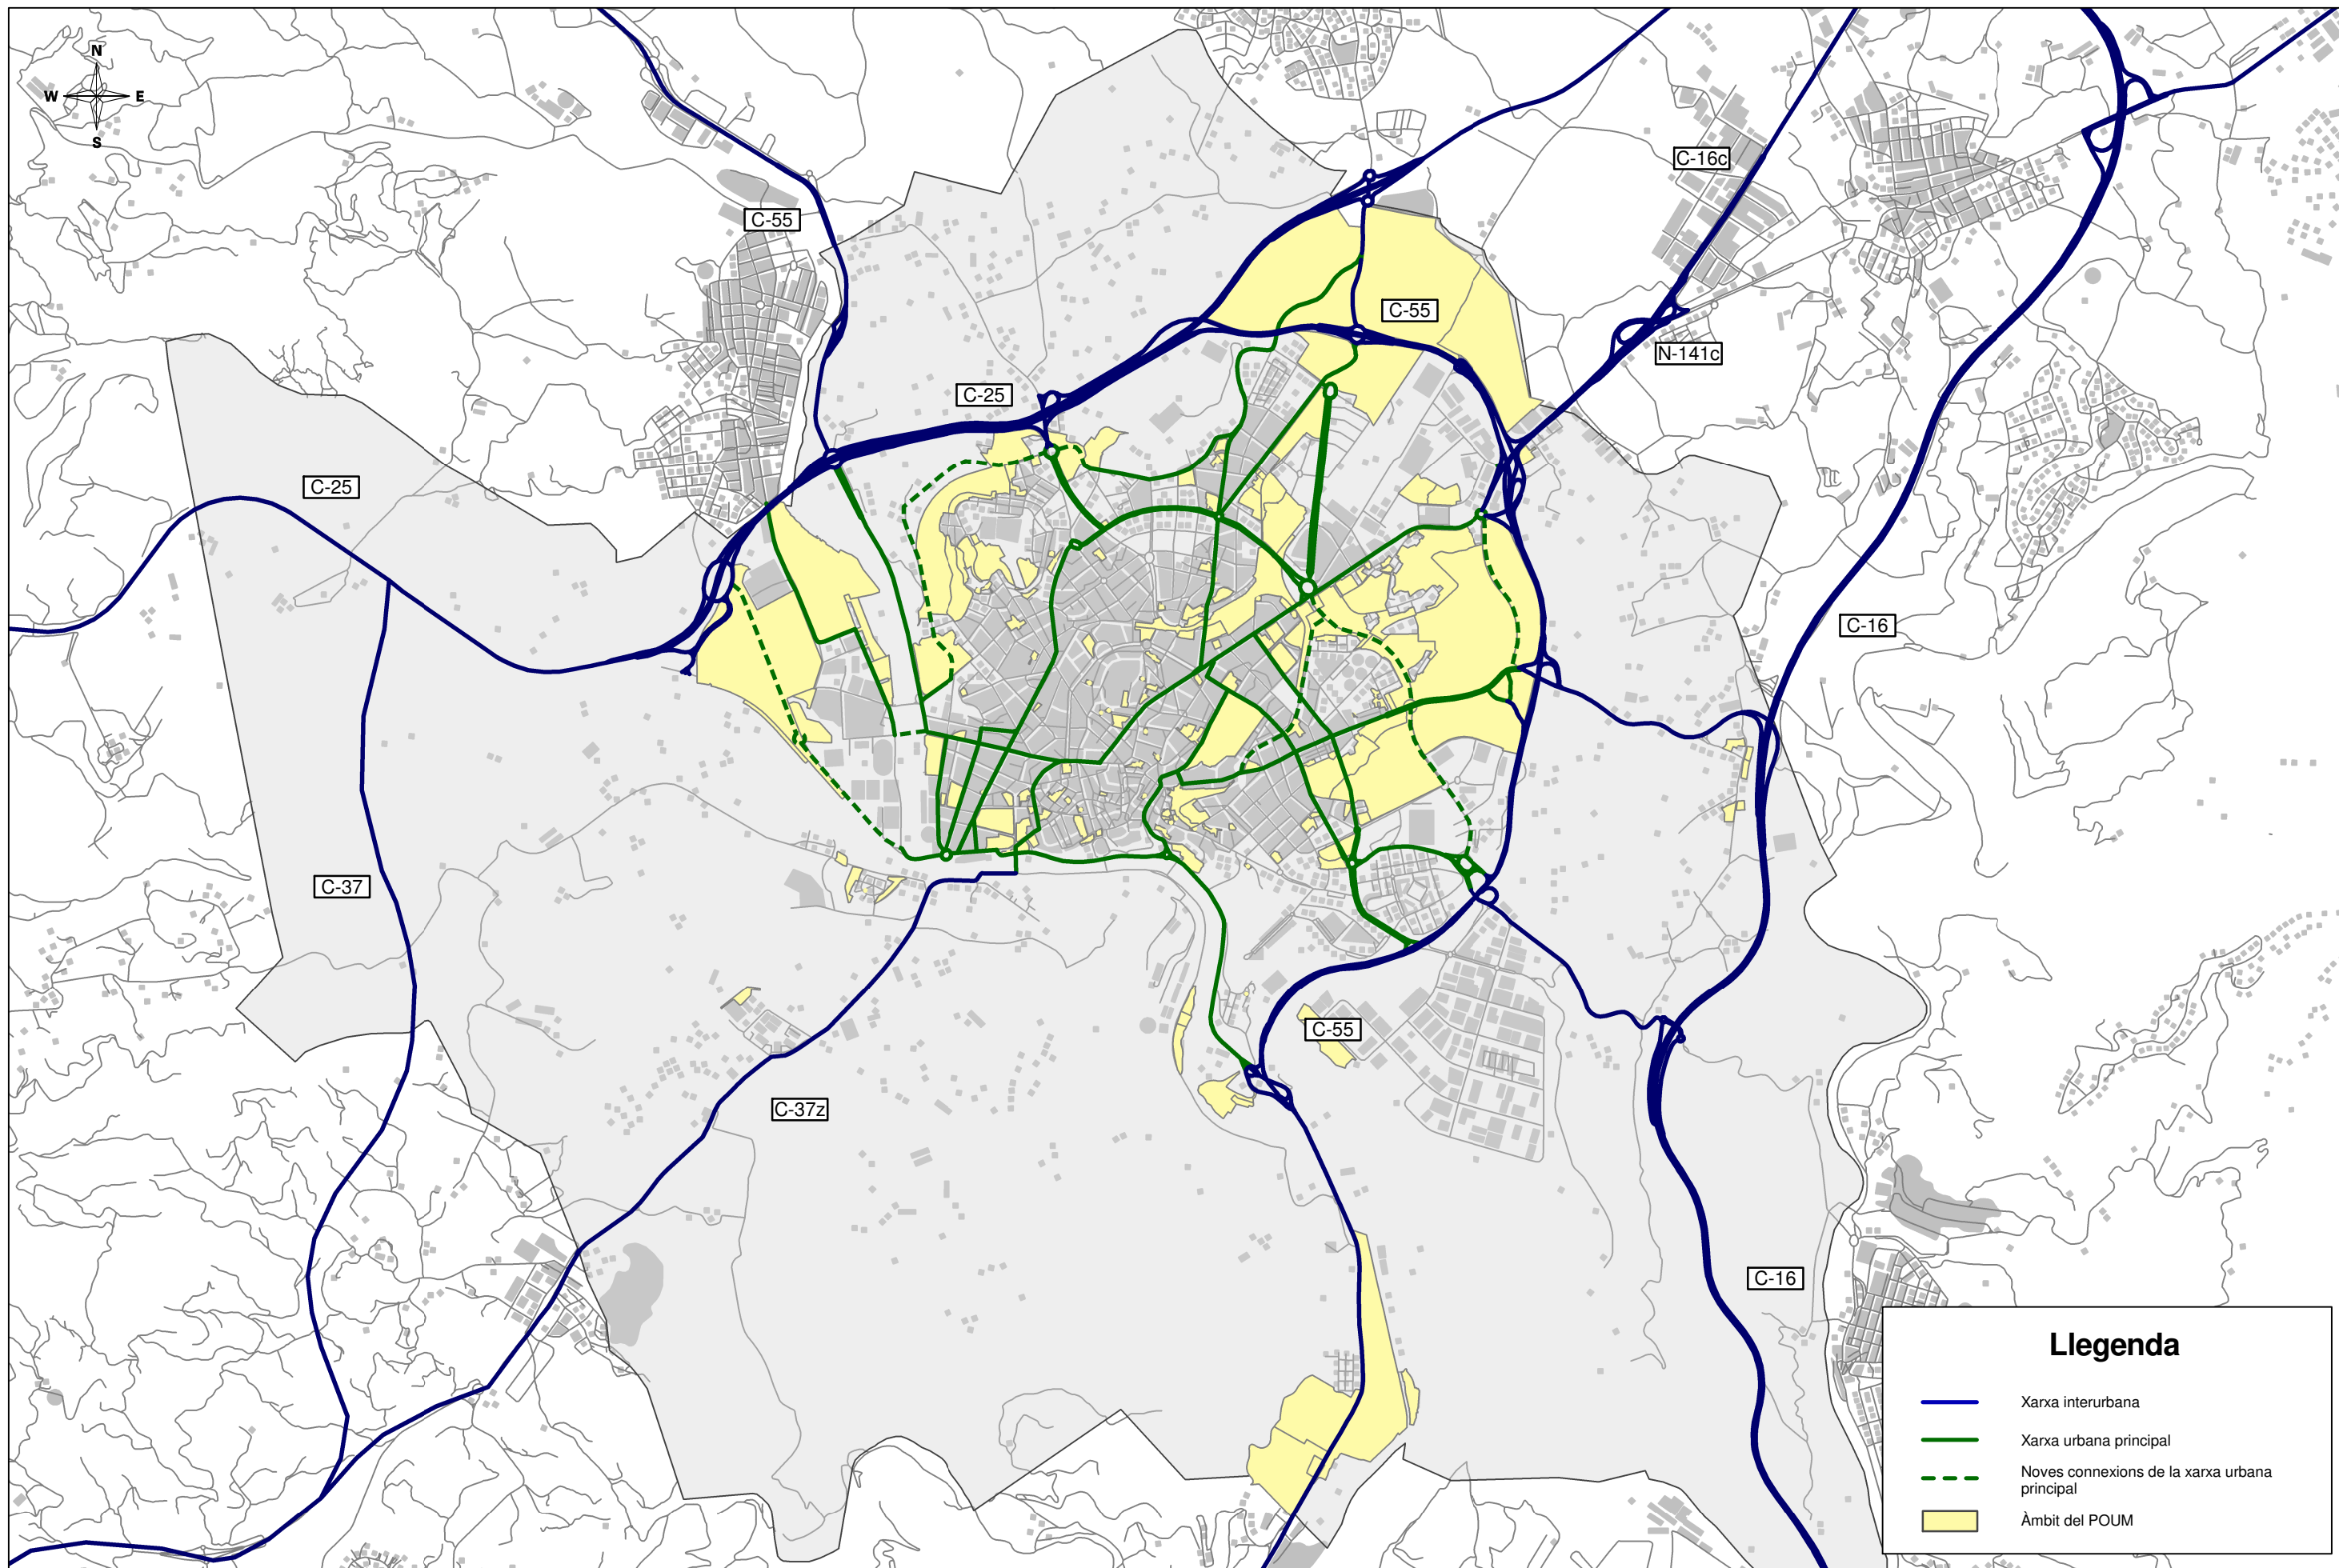 N
W E
S
C-16c
C-55
C-55
N-141c
C-25
C-25
C-16
C-37
C-55
C-37z
C-16
Llegenda
Xarxa interurbana
Xarxa urbana principal
Noves connexions de la xarxa urbana
principal
Àmbit del POUM